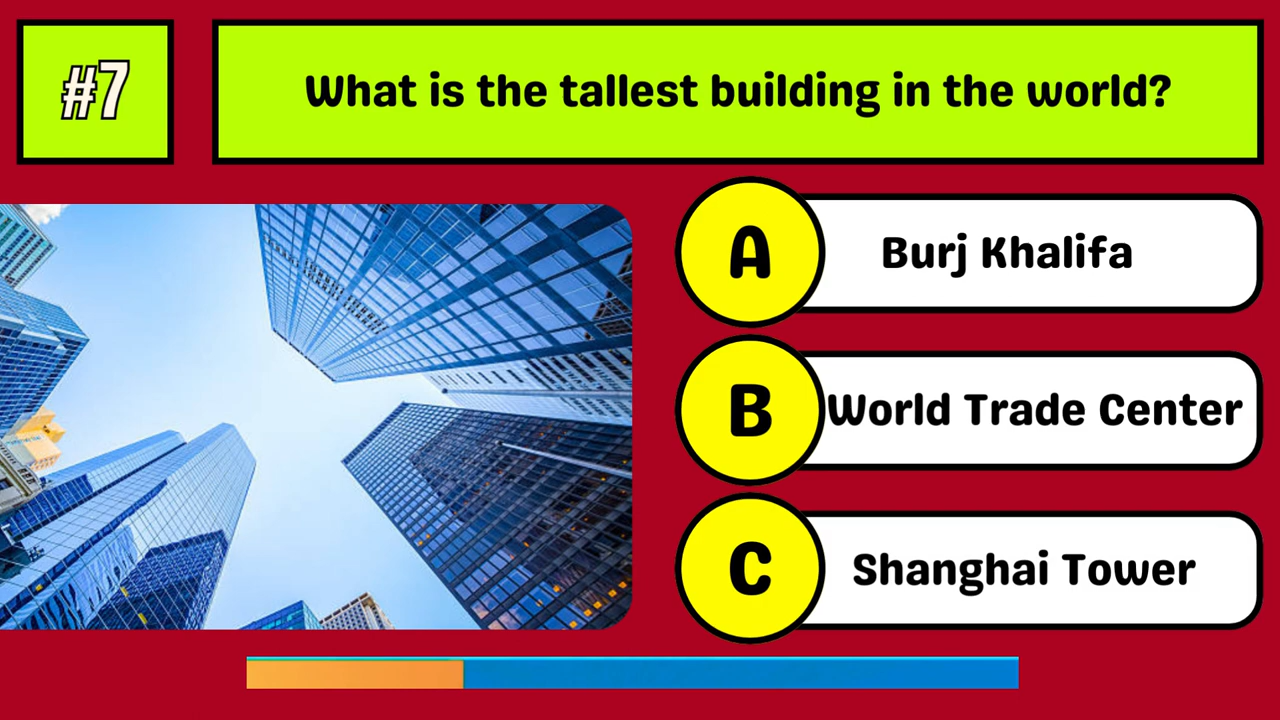 #7
What is the tallest building in the world?
A
Burj Khalifa
B
World Trade Center
C
Shanghai Tower